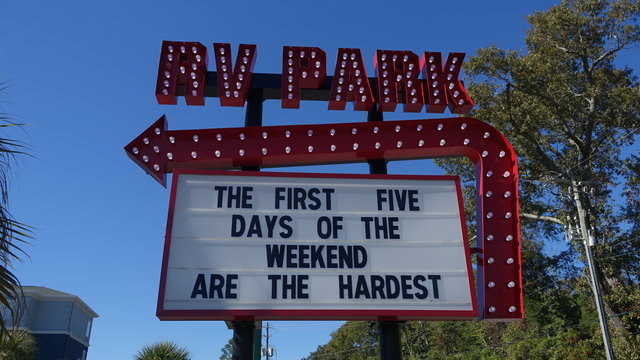 RV PARK
THE FIRST FIVE
DAYS OF THE
WEEKEND
ARE THE HARDEST